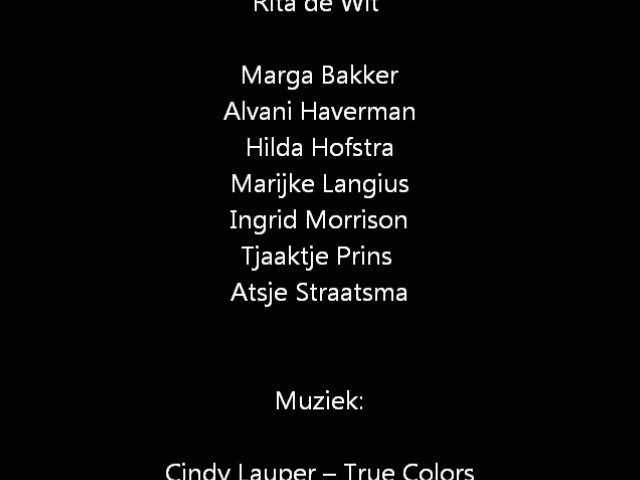 Rita de Wit
Marga Bakker
Alvani Haverman
Hilda Hofstra
Marijke Langius
Ingrid Morrison
Tjaaktje Prins
Atsje Straatsma
Muziek:
Cindy Lauper – True Colors